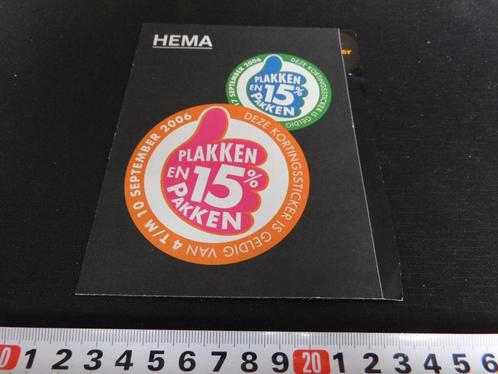 HEMA
er
7 SEPTEMBER 2006 DEZE KORTINGSSTICKER IS GELDIG
PLAKKEN
EN 15%
PAKKEN
DEZE KORTINGSSTICKER IS GELDIG VAN 4 T/M 10 SEPTEMBER 2006
PLAKKEN
EN 15%
PAKKEN
0 1 2 3 4 5 6 7 8 9 20 1 2 3 4 5 6